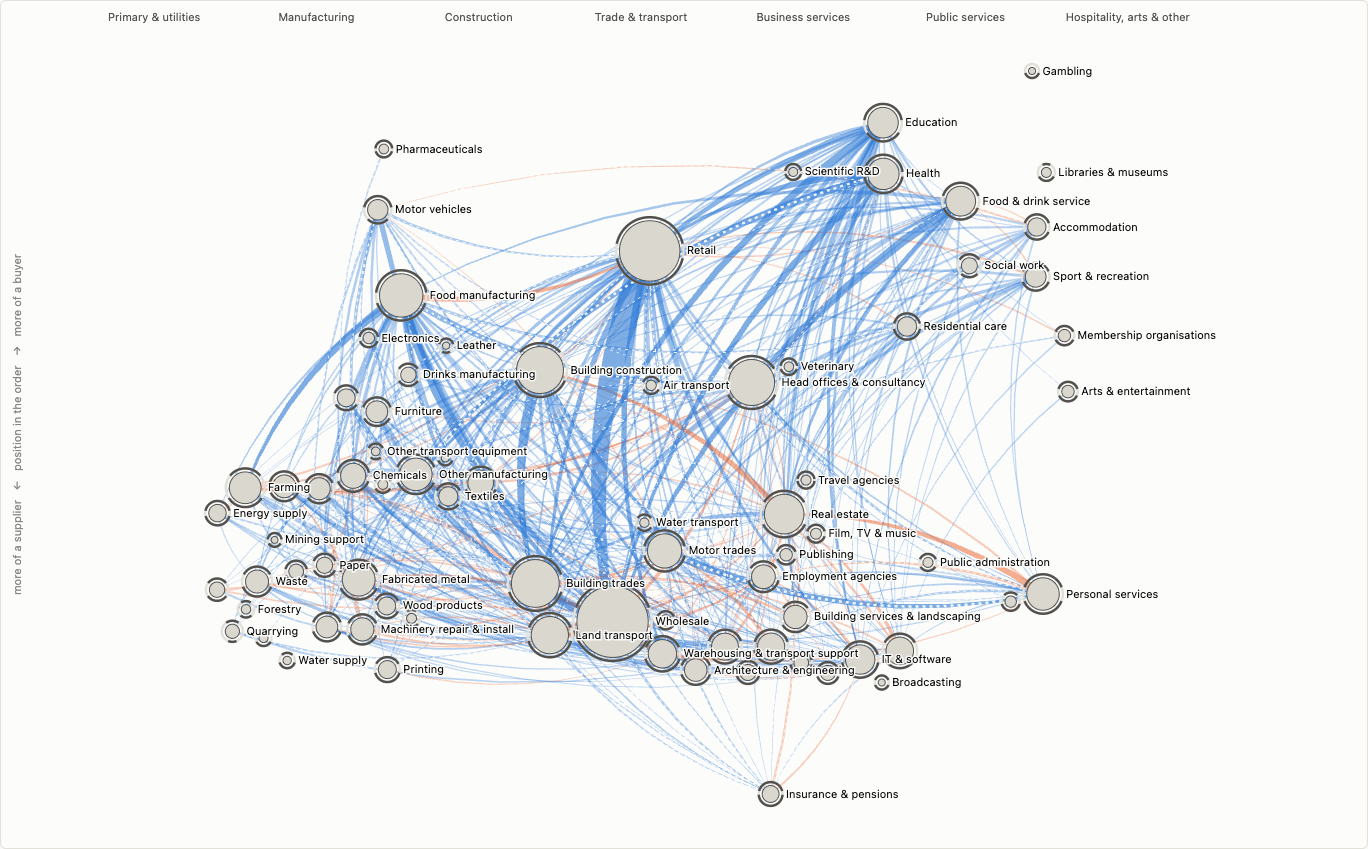 Primary & utilities
Manufacturing
Construction
Trade & transport
Business services
Public services
Hospitality, arts & other
more of a supplier ← position in the order → more of a buyer
Gambling
Education
Pharmaceuticals
Scientific R&D
Health
Libraries & museums
Food & drink service
Motor vehicles
Accommodation
Retail
Social work
Sport & recreation
Food manufacturing
Residential care
Membership organisations
Electronics
Leather
Veterinary
Building construction
Drinks manufacturing
Air transport
Head offices & consultancy
Arts & entertainment
Furniture
Other transport equipment
Chemicals
Other manufacturing
Travel agencies
Farming
Textiles
Energy supply
Real estate
Water transport
Film, TV & music
Mining support
Motor trades
Publishing
Public administration
Paper
Waste
Fabricated metal
Employment agencies
Building trades
Personal services
Wood products
Forestry
Building services & landscaping
Wholesale
Quarrying
Machinery repair & install
Land transport
Warehousing & transport support
IT & software
Water supply
Printing
Architecture & engineering
Broadcasting
Insurance & pensions